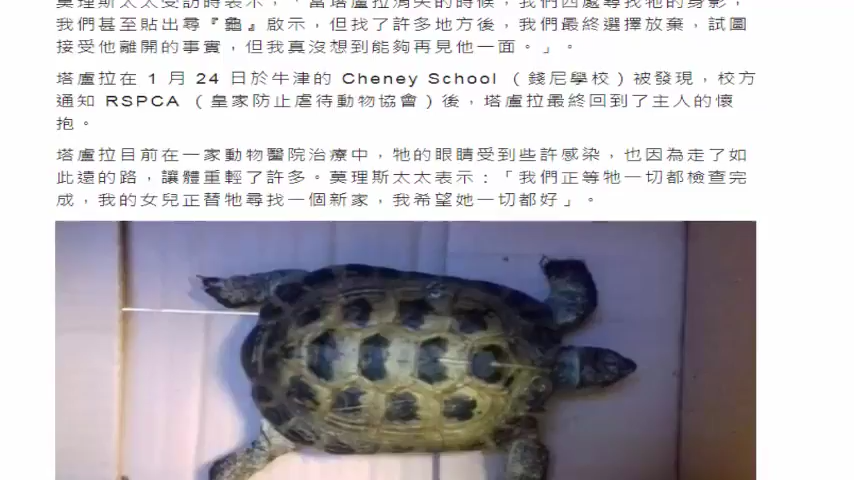 莫理斯太太受訪時表示，「當塔盧拉消失的時候，我們四處尋找牠的身影，
我們甚至貼出尋『龜』啟示，但找了許多地方後，我們最終選擇放棄，試圖
接受他離開的事實，但我真沒想到能夠再見他一面。」。
塔盧拉在 1 月 24 日於牛津的 Cheney School （錢尼學校）被發現，校方
通知 RSPCA （皇家防止虐待動物協會）後，塔盧拉最終回到了主人的懷
抱。
塔盧拉目前在一家動物醫院治療中，牠的眼睛受到些許感染，也因為走了如
此遠的路，讓體重輕了許多。莫理斯太太表示：「我們正等牠一切都檢查完
成，我的女兒正替牠尋找一個新家，我希望她一切都好」。